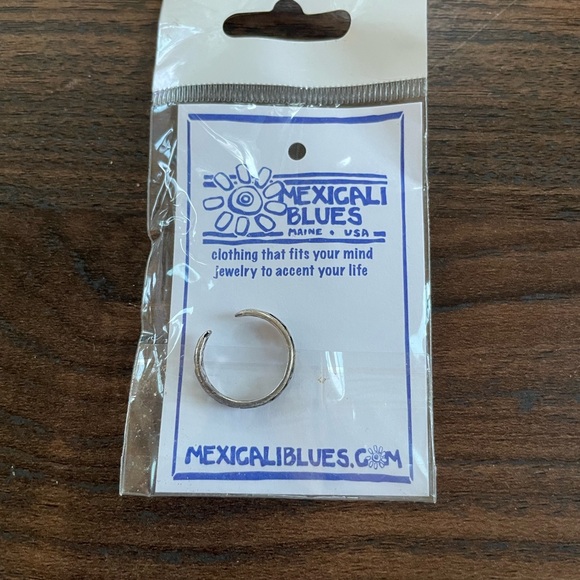 MEXICALI
BLUES
MAINE • USA
clothing that fits your mind
jewelry to accent your life
MEXICALIBLUES.COM